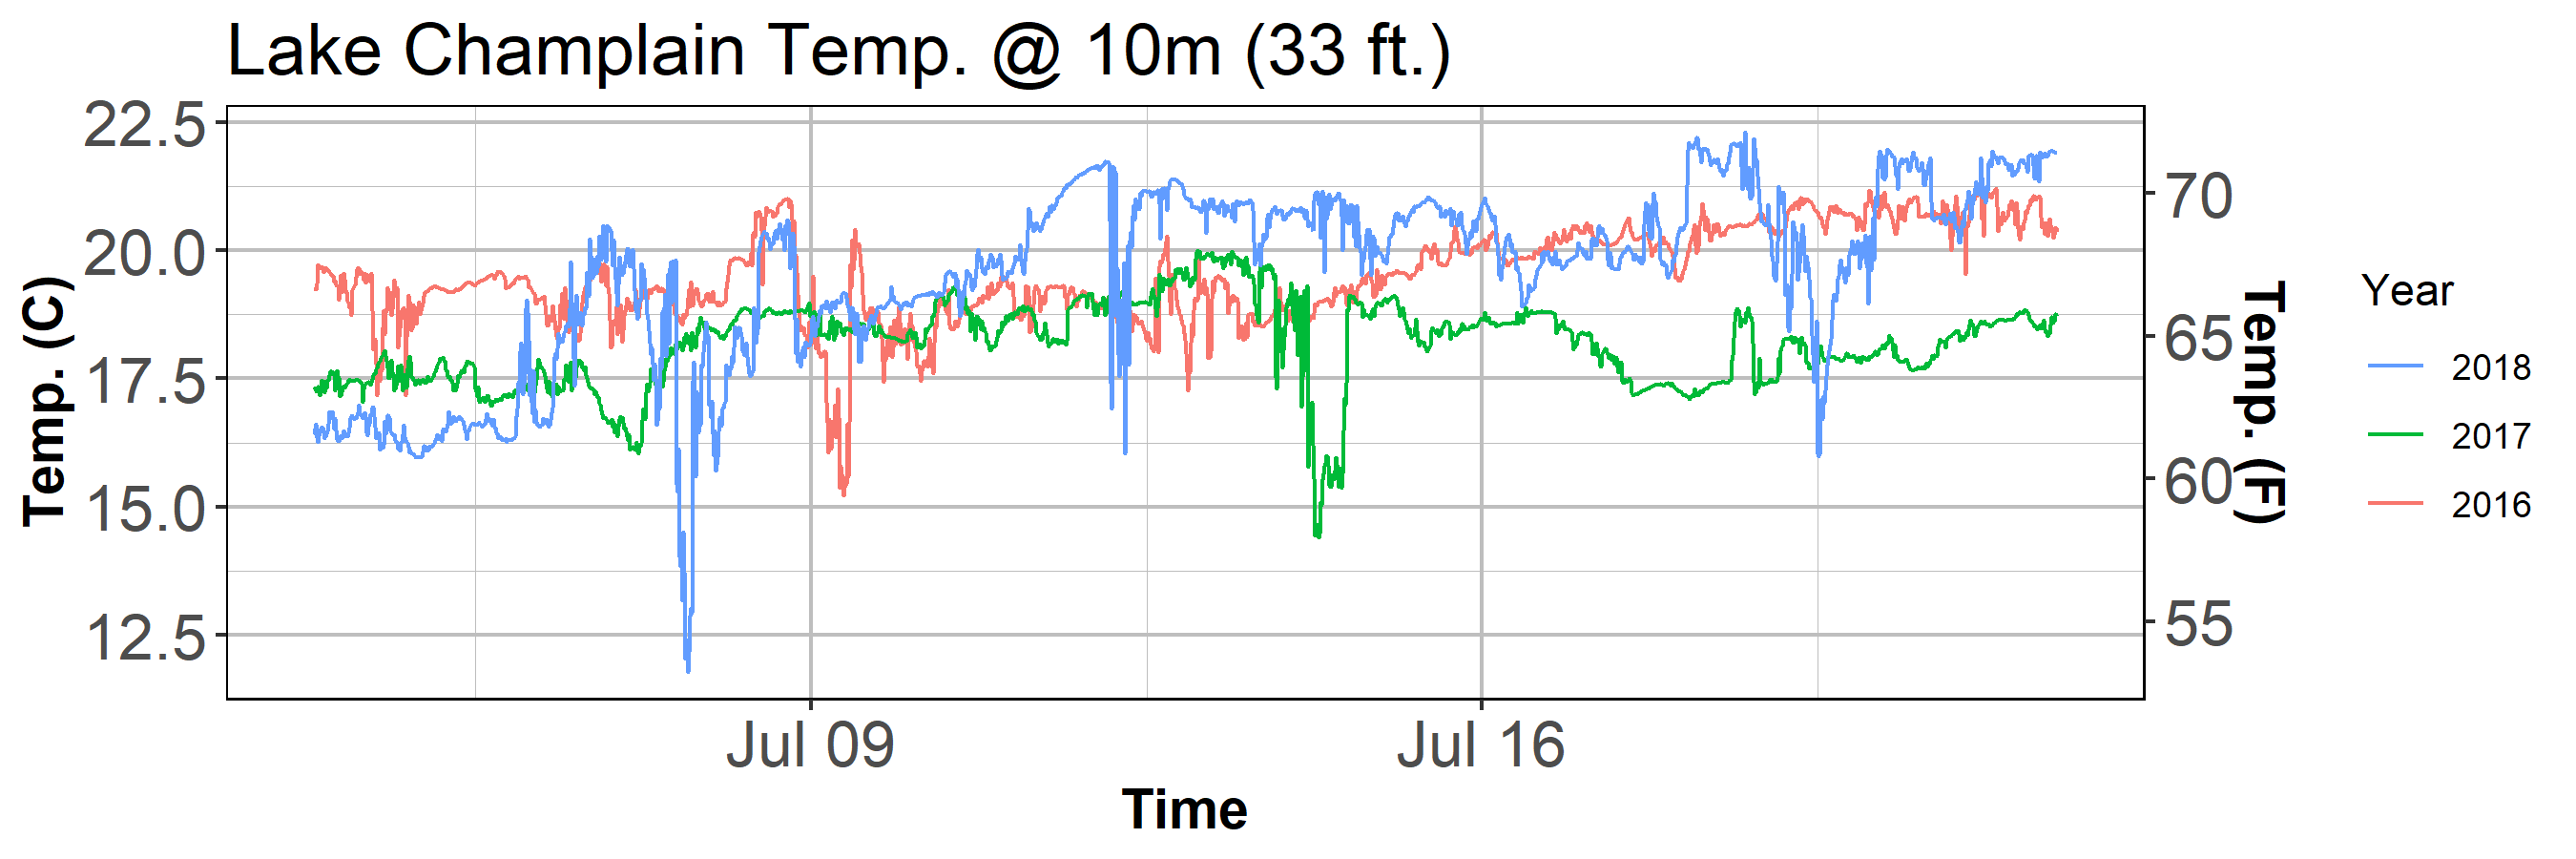 Lake Champlain Temp. @ 10m (33 ft.)
22.5
20.0
17.5
15.0
12.5
Temp. (C)
70
65
60
55
Temp. (F)
Jul 09
Jul 16
Time
Year
2018
2017
2016